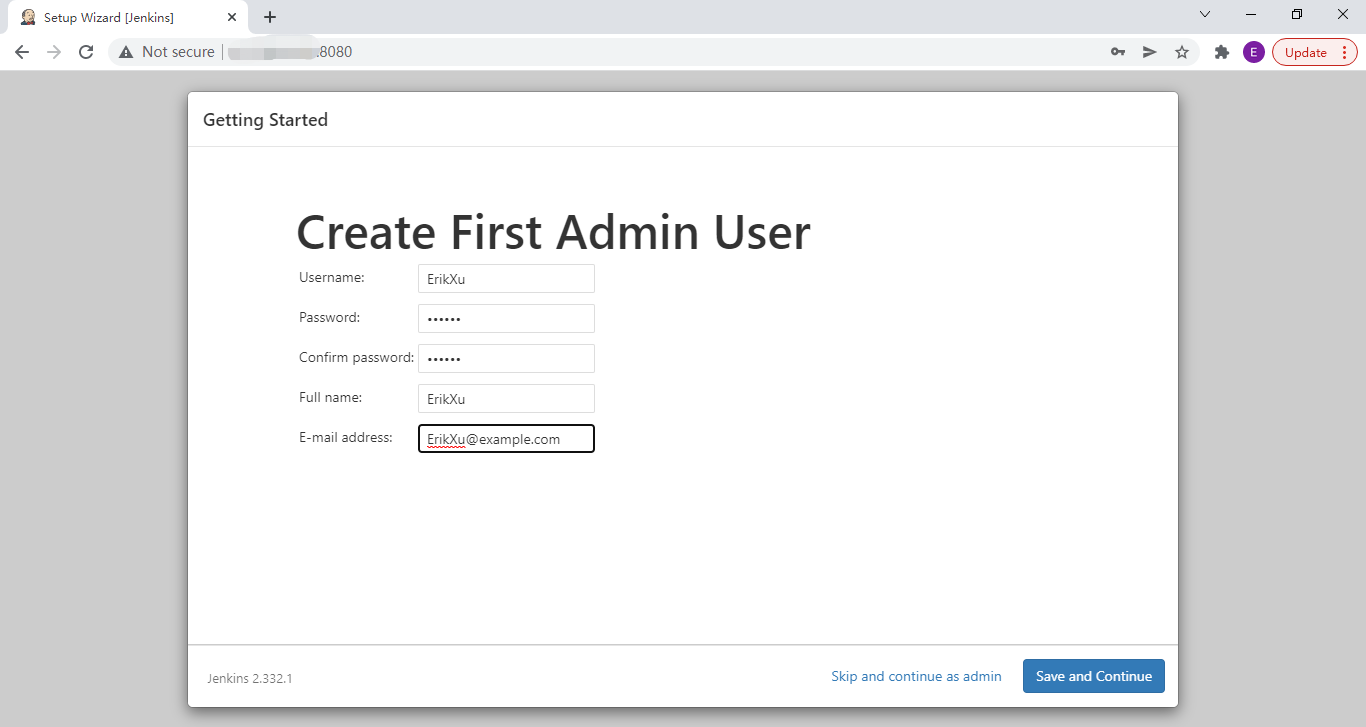 Setup Wizard [Jenkins]
Not secure :8080
E
Update
Getting Started
Create First Admin User
Username: ErikXu
Password: ••••••
Confirm password: ••••••
Full name: ErikXu
E-mail address: ErikXu@example.com
Jenkins 2.332.1
Skip and continue as admin
Save and Continue